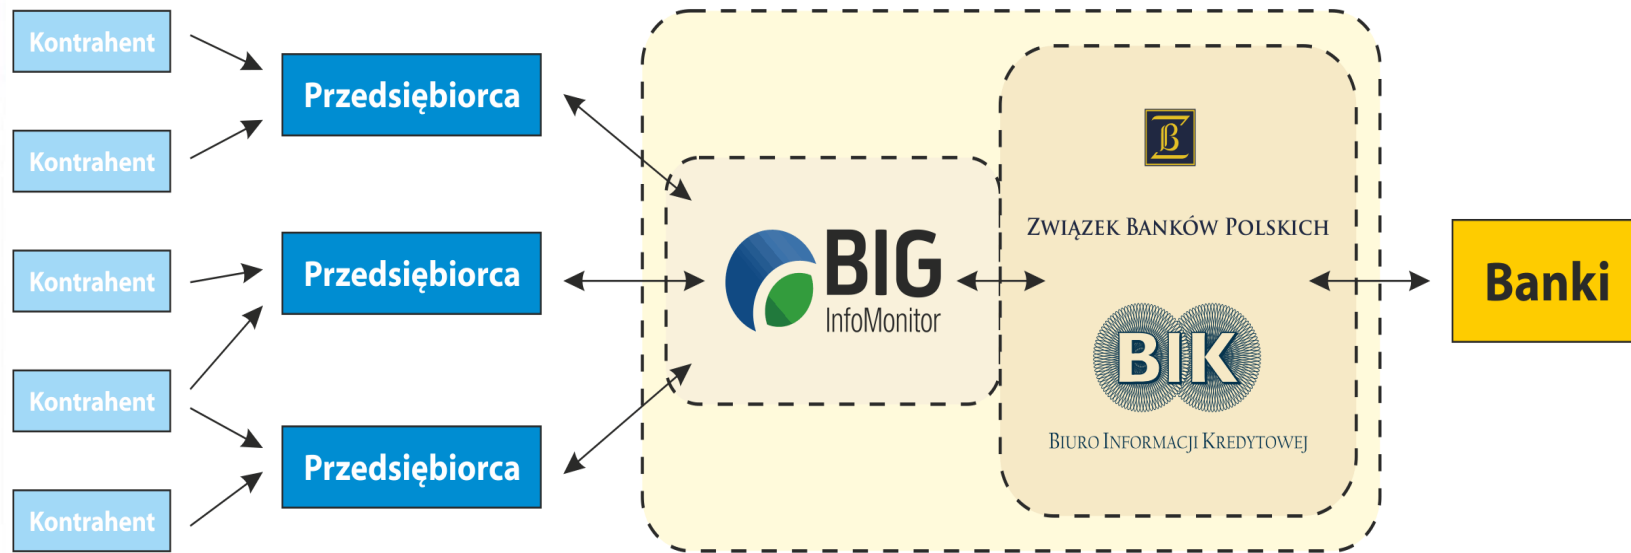 Kontrahent
Kontrahent
Kontrahent
Kontrahent
Kontrahent
Przedsiębiorca
Przedsiębiorca
Przedsiębiorca
BIG
InfoMonitor
ZWIĄZEK BANKÓW POLSKICH
BIK
BIURO INFORMACJI KREDYTOWEJ
Banki